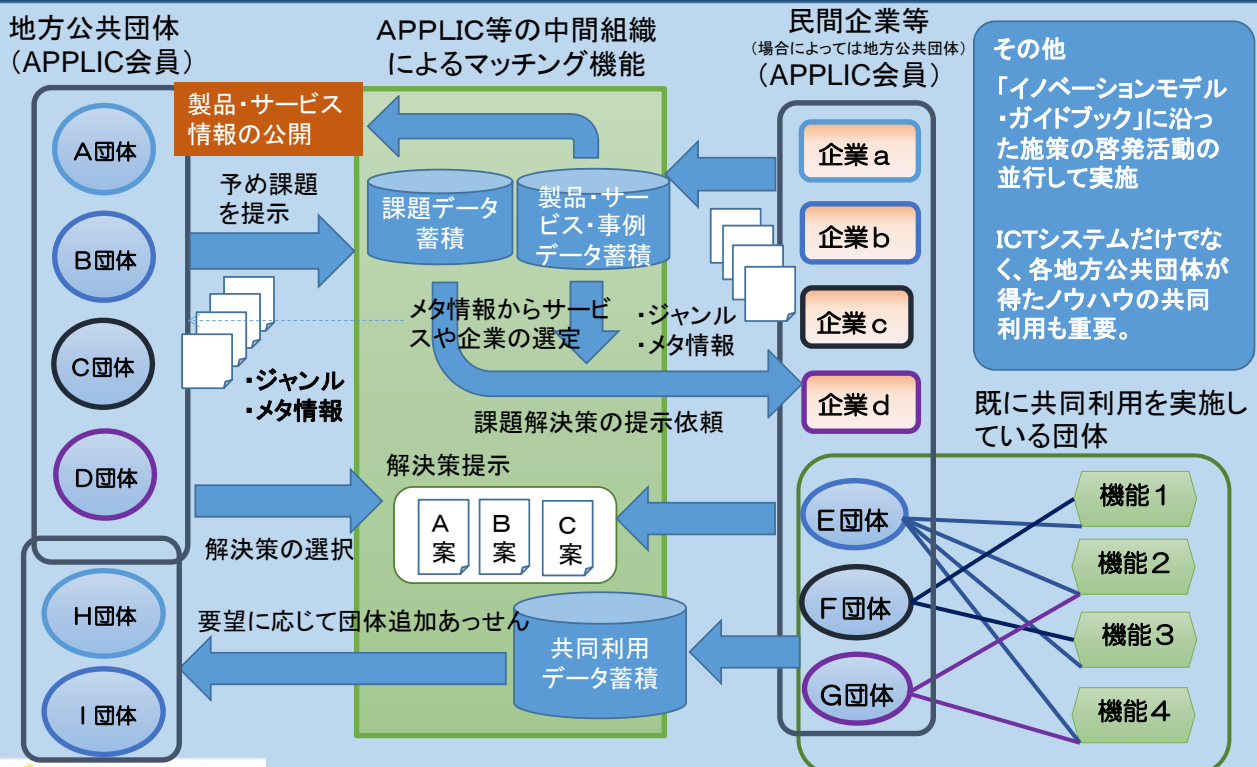 地方公共団体
(APPLIC会員)
APPLIC等の中間組織
によるマッチング機能
民間企業等
(場合によっては地方公共団体)
(APPLIC会員)
その他
「イノベーションモデル
・ガイドブック」に沿っ
た施策の啓発活動の
並行して実施
ICTシステムだけでな
く、各地方公共団体が
得たノウハウの共同
利用も重要。
製品・サービス
情報の公開
A団体
B団体
C団体
D団体
H団体
I団体
予め課題
を提示
・ジャンル
・メタ情報
課題データ
蓄積
製品・サー
ビス・事例
データ蓄積
メタ情報からサービ
スや企業の選定
・ジャンル
・メタ情報
企業a
企業b
企業c
企業d
課題解決策の提示依頼
解決策提示
A
案
B
案
C
案
解決策の選択
要望に応じて団体追加あっせん
共同利用
データ蓄積
既に共同利用を実施し
ている団体
E団体
F団体
G団体
機能1
機能2
機能3
機能4